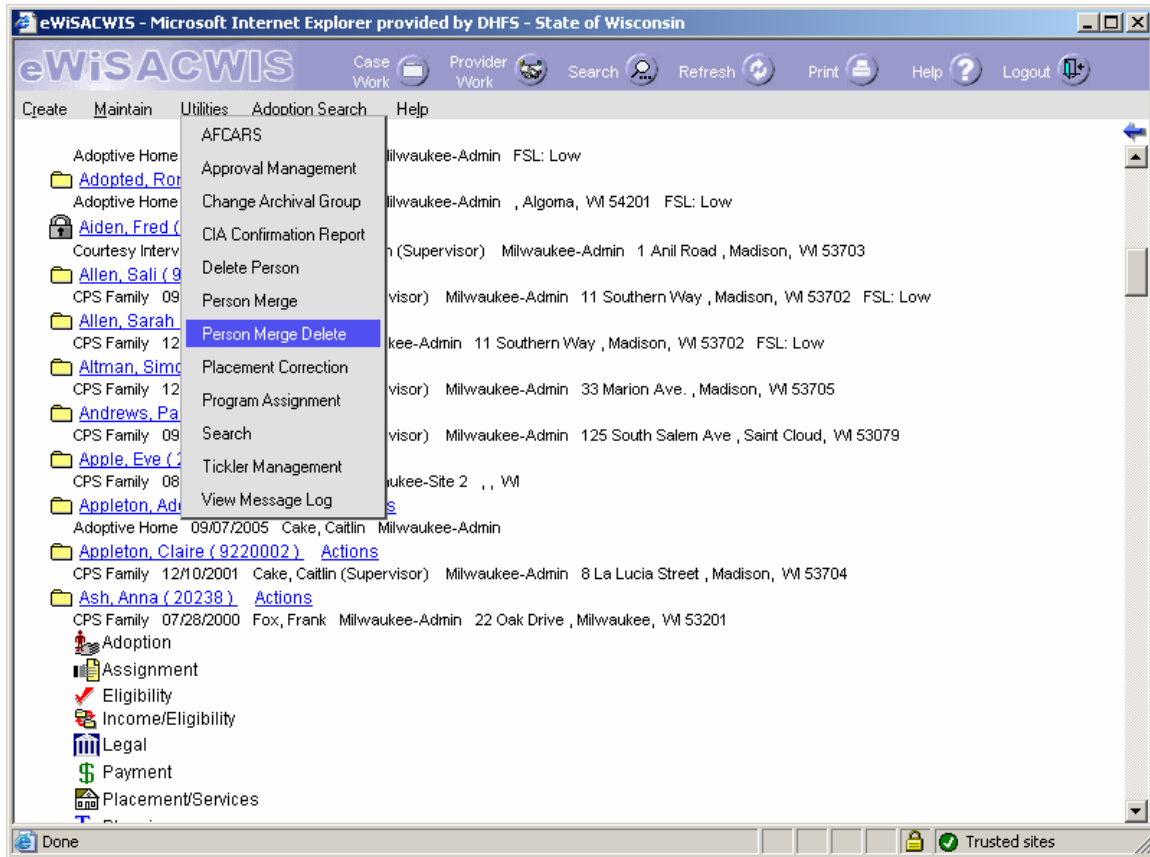 eWiSACWIS - Microsoft Internet Explorer provided by DHFS - State of Wisconsin
eWiSACWIS Case Work Provider Work Search Refresh Print Help Logout
Create Maintain Utilities Adoption Search Help
AFCARS
Approval Management
Change Archival Group
CIA Confirmation Report
Delete Person
Person Merge
Person Merge Delete
Placement Correction
Program Assignment
Search
Tickler Management
View Message Log
Adoptive Home ilwaukee-Admin FSL: Low
Adopted, Ror
Adoptive Home ilwaukee-Admin , Algoma, WI 54201 FSL: Low
Aiden, Fred (
Courtesy Interv (Supervisor) Milwaukee-Admin 1 Anil Road , Madison, WI 53703
Allen, Sali ( 9
CPS Family 09 visor) Milwaukee-Admin 11 Southern Way , Madison, WI 53702 FSL: Low
Allen, Sarah
CPS Family 12 kee-Admin 11 Southern Way , Madison, WI 53702 FSL: Low
Altman, Simo
CPS Family 12 visor) Milwaukee-Admin 33 Marion Ave. , Madison, WI 53705
Andrews, Pa
CPS Family 09 visor) Milwaukee-Admin 125 South Salem Ave , Saint Cloud, WI 53079
Apple, Eve ( 2
CPS Family 08 ukee-Site 2 , , WI
Appleton, Ad s
Adoptive Home 09/07/2005 Cake, Caitlin Milwaukee-Admin
Appleton, Claire ( 9220002 ) Actions
CPS Family 12/10/2001 Cake, Caitlin (Supervisor) Milwaukee-Admin 8 La Lucia Street , Madison, WI 53704
Ash, Anna ( 20238 ) Actions
CPS Family 07/28/2000 Fox, Frank Milwaukee-Admin 22 Oak Drive , Milwaukee, WI 53201
Adoption
Assignment
Eligibility
Income/Eligibility
Legal
Payment
Placement/Services
Done Trusted sites